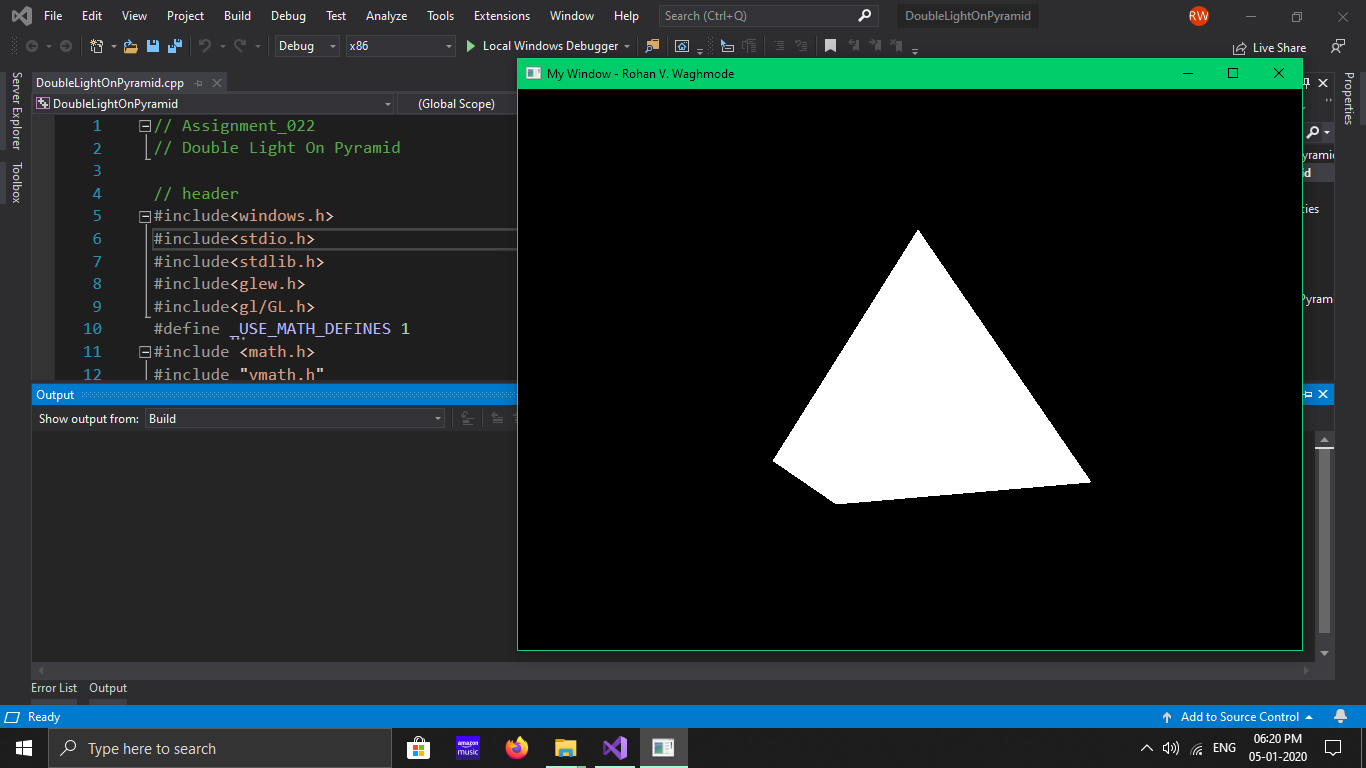 File Edit View Project Build Debug Test Analyze Tools Extensions Window Help Search (Ctrl+Q) DoubleLightOnPyramid RW
Debug x86 Local Windows Debugger Live Share
Server Explorer
Toolbox
DoubleLightOnPyramid.cpp
DoubleLightOnPyramid (Global Scope)
1 // Assignment_022
2 // Double Light On Pyramid
3
4 // header
5 #include<windows.h>
6 #include<stdio.h>
7 #include<stdlib.h>
8 #include<glew.h>
9 #include<gl/GL.h>
10 #define _USE_MATH_DEFINES 1
11 #include <math.h>
12 #include "vmath.h"
My Window - Rohan V. Waghmode
Properties
Output
Show output from: Build
Error List Output
Ready Add to Source Control
Type here to search
amazon music
ENG
06:20 PM
05-01-2020